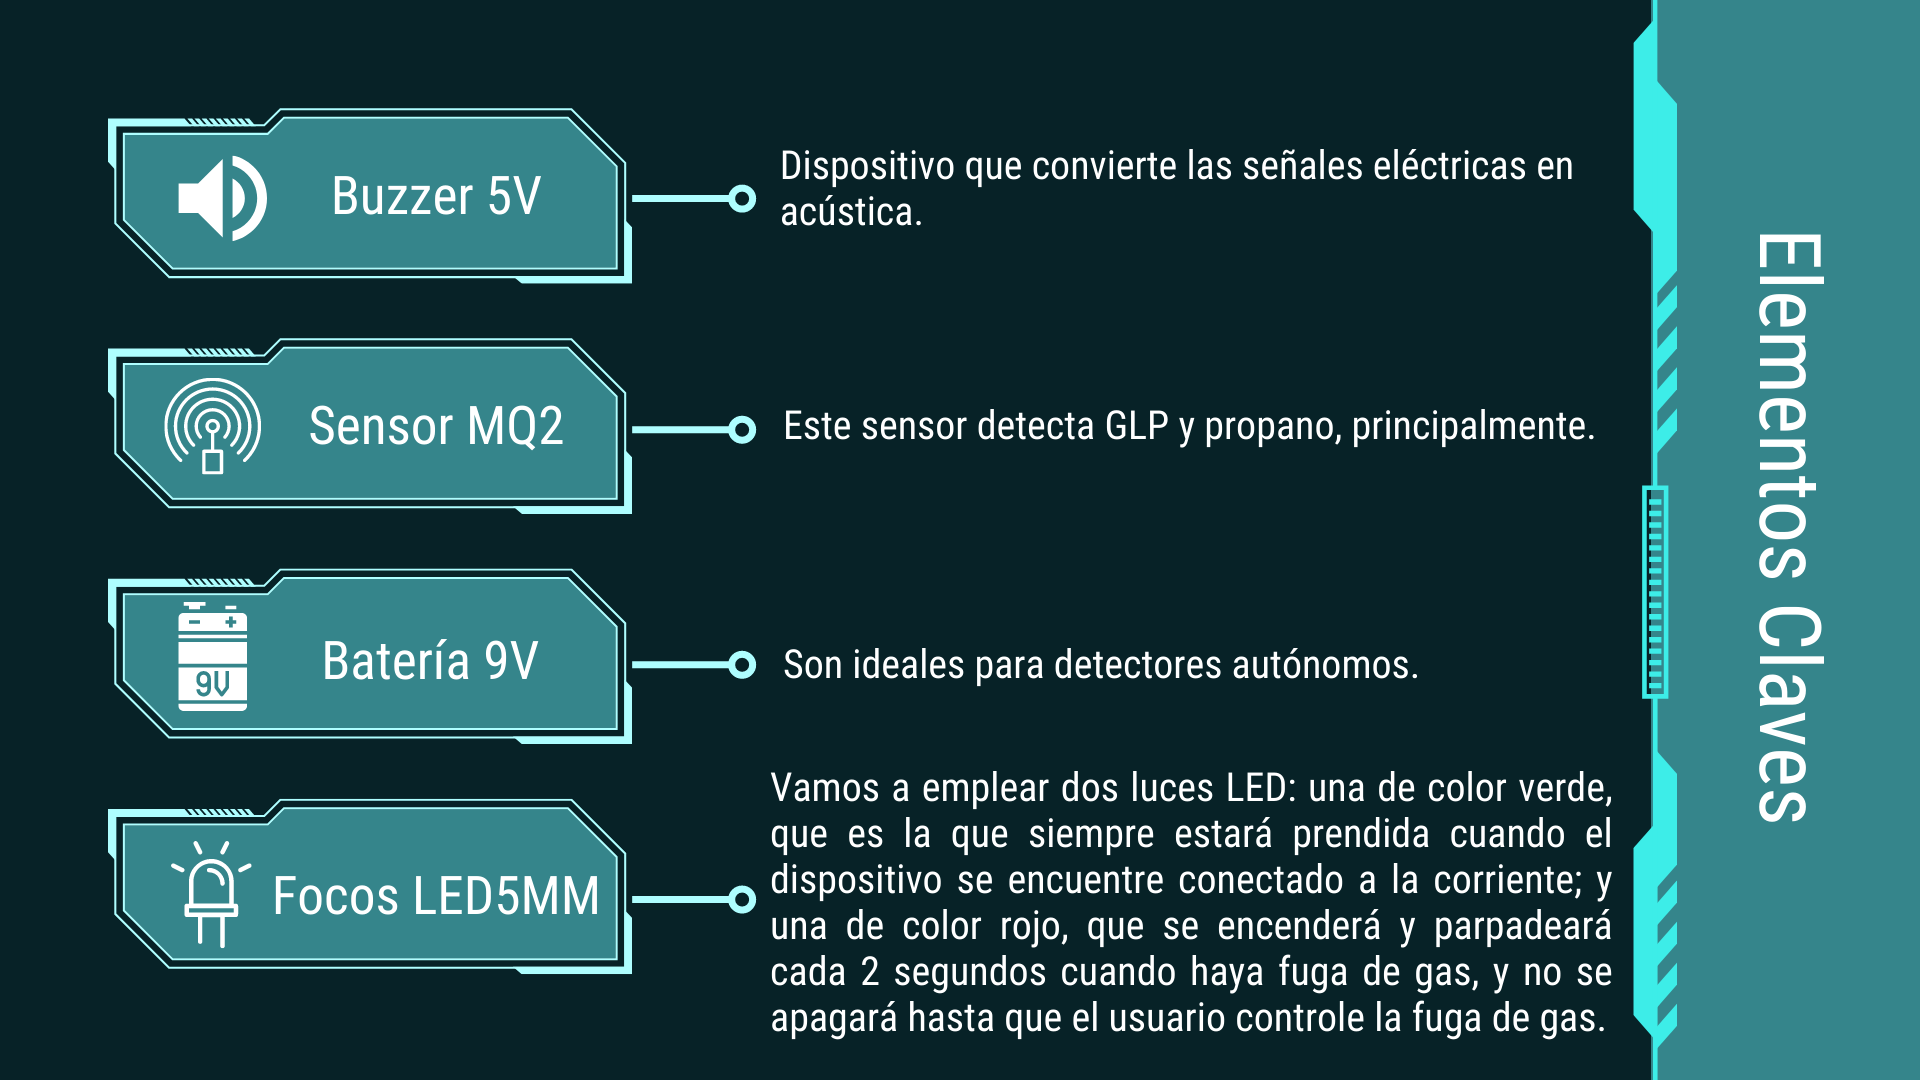 Elementos Claves
Buzzer 5V
Dispositivo que convierte las señales eléctricas en
acústica.
Sensor MQ2
Este sensor detecta GLP y propano, principalmente.
9V
Batería 9V
Son ideales para detectores autónomos.
Focos LED5MM
Vamos a emplear dos luces LED: una de color verde,
que es la que siempre estará prendida cuando el
dispositivo se encuentre conectado a la corriente; y
una de color rojo, que se encenderá y parpadeará
cada 2 segundos cuando haya fuga de gas, y no se
apagará hasta que el usuario controle la fuga de gas.